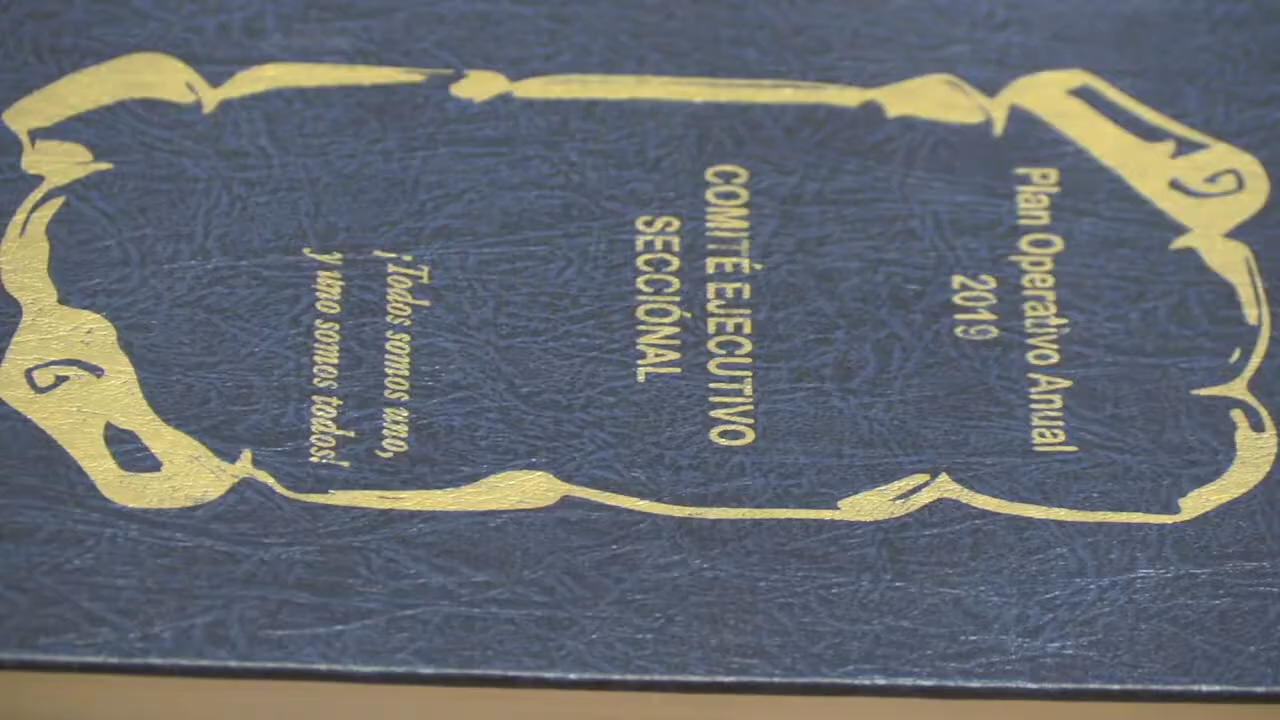 Plan Operativo Anual
2019
COMITÉ EJECUTIVO
SECCIÓNAL
¡Todos somos uno,
y uno somos todos!